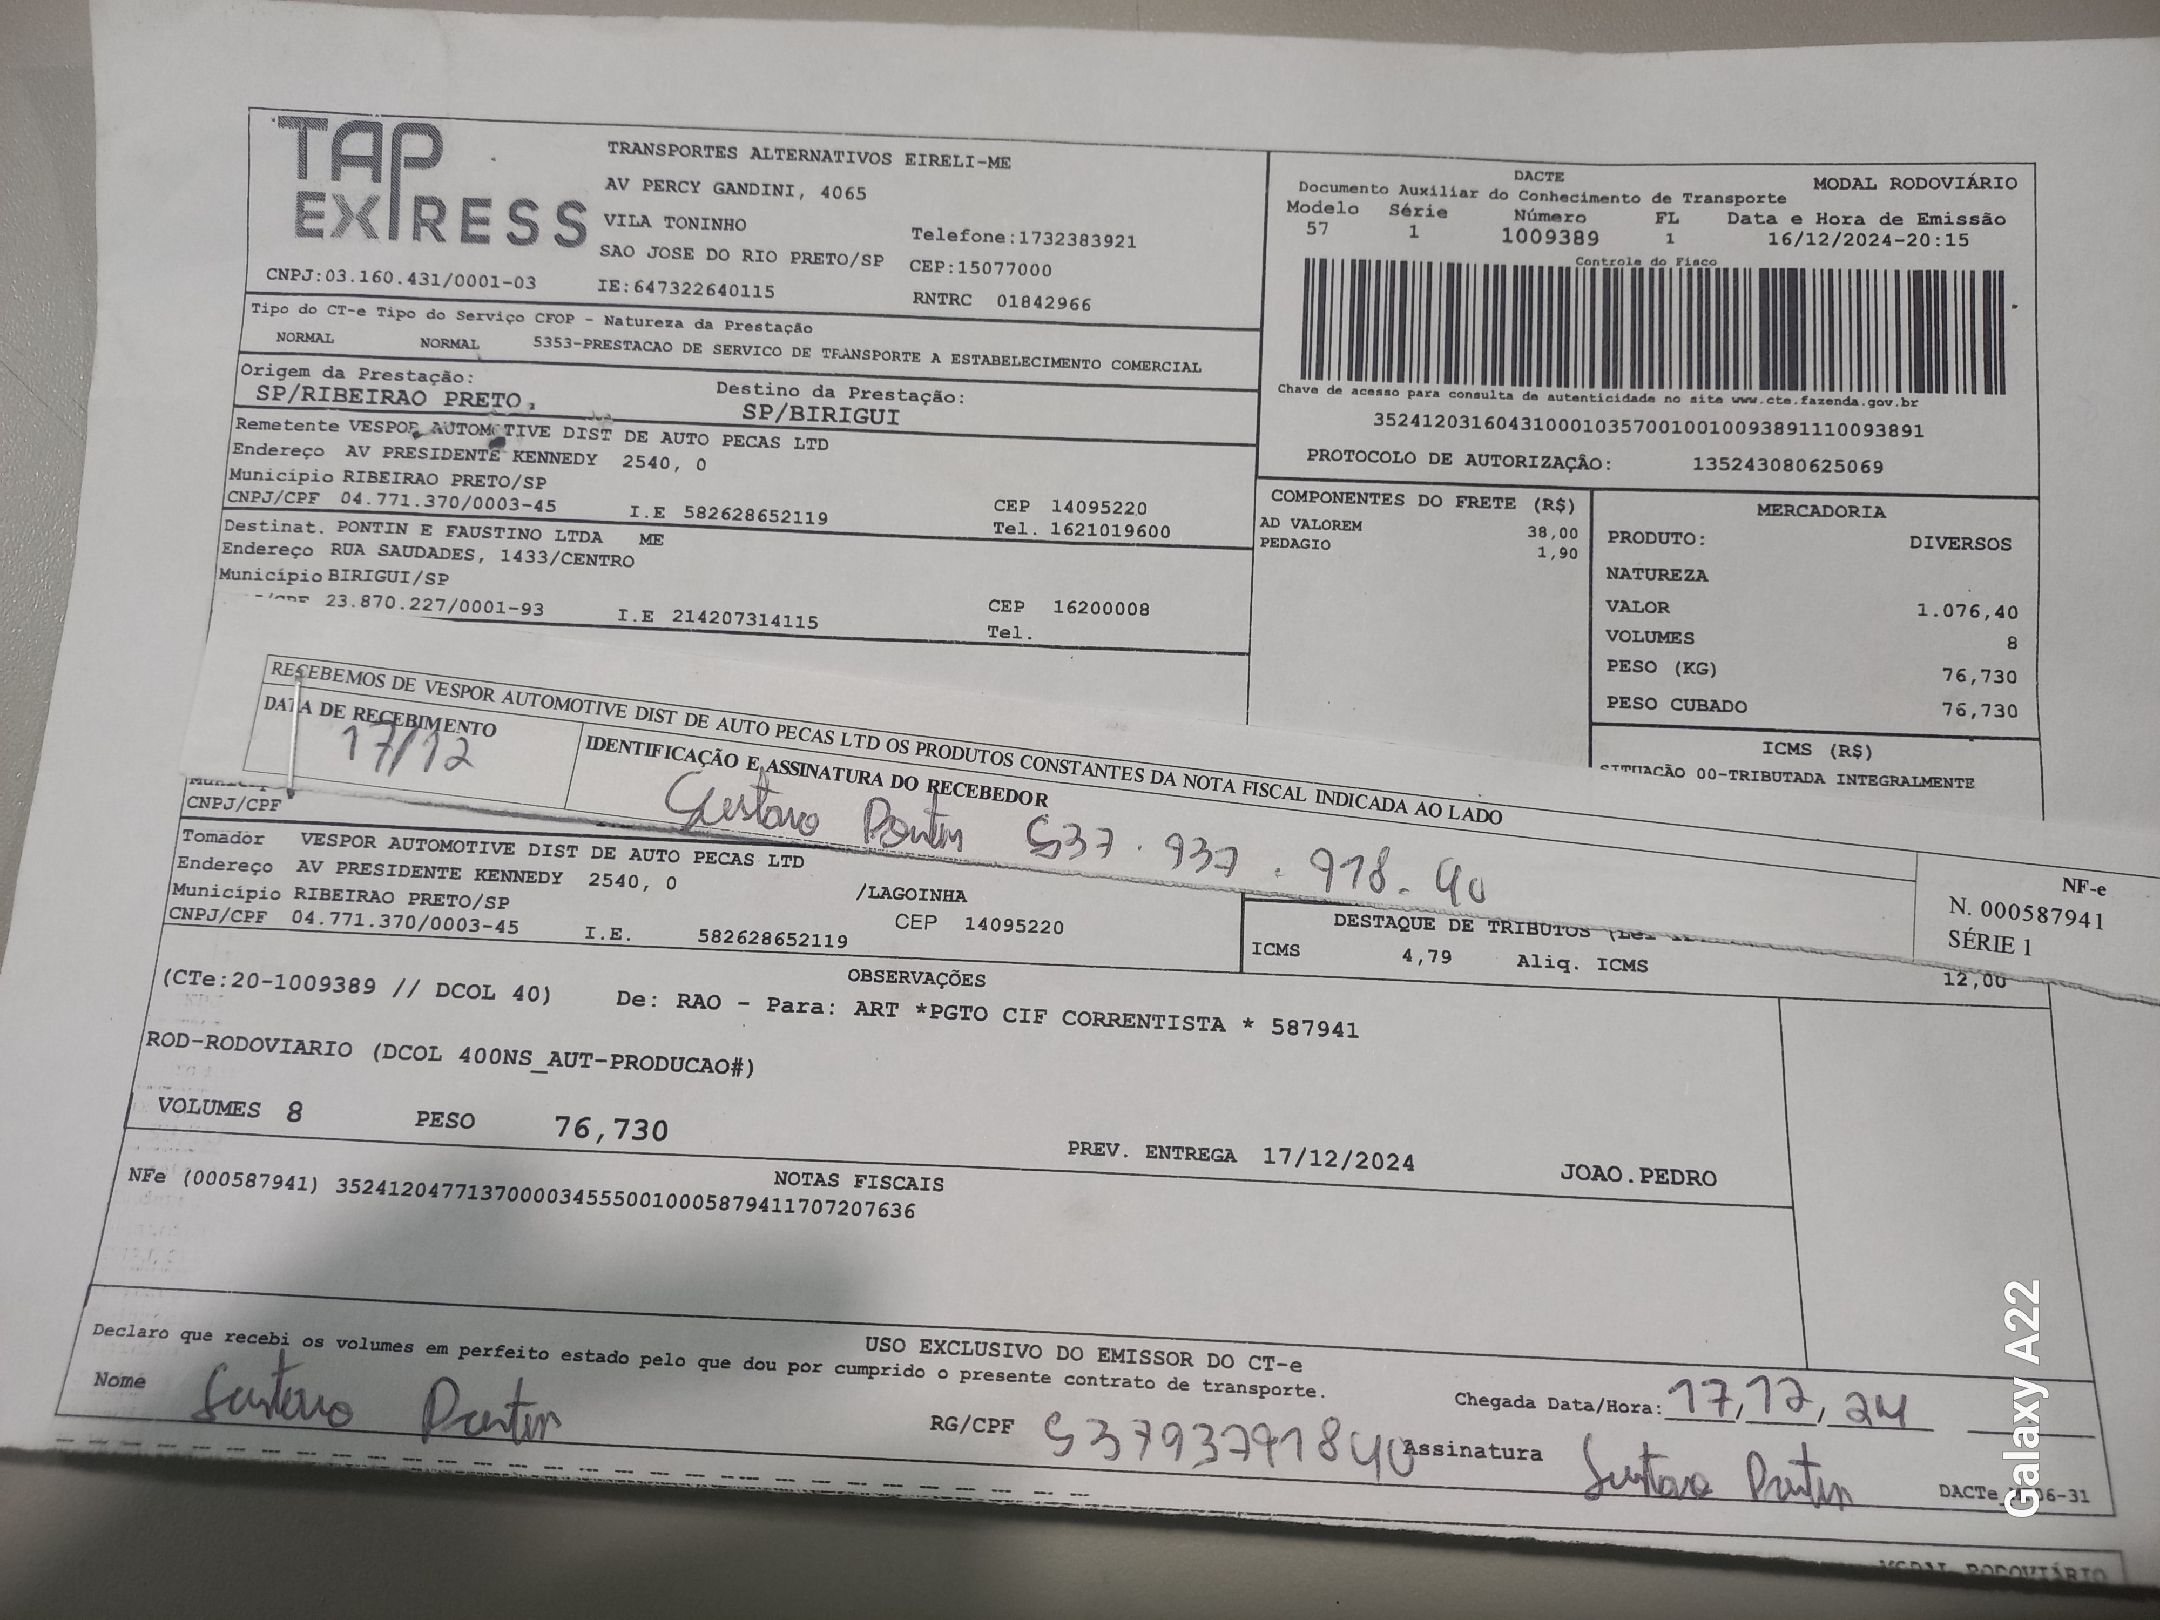 TAP EXPRESS
TRANSPORTES ALTERNATIVOS EIRELI-ME
AV PERCY GANDINI, 4065
VILA TONINHO
Telefone:1732383921
SAO JOSE DO RIO PRETO/SP CEP:15077000
CNPJ:03.160.431/0001-03 IE:647322640115 RNTRC 01842966
DACTE MODAL RODOVIÁRIO
Documento Auxiliar do Conhecimento de Transporte
Modelo Série Número FL Data e Hora de Emissão
57 1 1009389 1 16/12/2024-20:15
Controle do Fisco
Chave de acesso para consulta de autenticidade no site www.cte.fazenda.gov.br
35241203160431000103570010010093891110093891
PROTOCOLO DE AUTORIZAÇÃO: 135243080625069
Tipo do CT-e Tipo do Serviço CFOP - Natureza da Prestação
NORMAL NORMAL 5353-PRESTACAO DE SERVICO DE TRANSPORTE A ESTABELECIMENTO COMERCIAL
Origem da Prestação: Destino da Prestação:
SP/RIBEIRAO PRETO SP/BIRIGUI
Remetente VESPOR AUTOMOTIVE DIST DE AUTO PECAS LTD
Endereço AV PRESIDENTE KENNEDY 2540, 0
Município RIBEIRAO PRETO/SP CEP 14095220
CNPJ/CPF 04.771.370/0003-45 I.E 582628652119 Tel. 1621019600
Destinat. PONTIN E FAUSTINO LTDA ME
Endereço RUA SAUDADES, 1433/CENTRO
Município BIRIGUI/SP CEP 16200008
23.870.227/0001-93 I.E 214207314115 Tel.
COMPONENTES DO FRETE (R$)
AD VALOREM 38,00
PEDAGIO 1,90
MERCADORIA
PRODUTO: DIVERSOS
NATUREZA
VALOR 1.076,40
VOLUMES 8
PESO (KG) 76,730
PESO CUBADO 76,730
ICMS (R$)
SITUAÇÃO 00-TRIBUTADA INTEGRALMENTE
RECEBEMOS DE VESPOR AUTOMOTIVE DIST DE AUTO PECAS LTD OS PRODUTOS CONSTANTES DA NOTA FISCAL INDICADA AO LADO
DATA DE RECEBIMENTO IDENTIFICAÇÃO E ASSINATURA DO RECEBEDOR
17/12 Gustavo Pontin 537.937.978-40
NF-e
N. 000587941
SÉRIE 1
CNPJ/CPF
Tomador VESPOR AUTOMOTIVE DIST DE AUTO PECAS LTD
Endereço AV PRESIDENTE KENNEDY 2540, 0 /LAGOINHA
Município RIBEIRAO PRETO/SP CEP 14095220
CNPJ/CPF 04.771.370/0003-45 I.E. 582628652119
DESTAQUE DE TRIBUTOS
ICMS 4,79 Aliq. ICMS 12,00
OBSERVAÇÕES
(CTe:20-1009389 // DCOL 40) De: RAO - Para: ART *PGTO CIF CORRENTISTA * 587941
ROD-RODOVIARIO (DCOL 400NS_AUT-PRODUCAO#)
VOLUMES 8 PESO 76,730 PREV. ENTREGA 17/12/2024 JOAO.PEDRO
NOTAS FISCAIS
NFe (000587941) 35241204771370000345550010005879411707207636
USO EXCLUSIVO DO EMISSOR DO CT-e
Declaro que recebi os volumes em perfeito estado pelo que dou por cumprido o presente contrato de transporte.
Nome Gustavo Pontin RG/CPF 53793797840 Chegada Data/Hora: 17,12,24
Assinatura Gustavo Pontin
Galaxy A22
MODAL RODOVIÁRIO